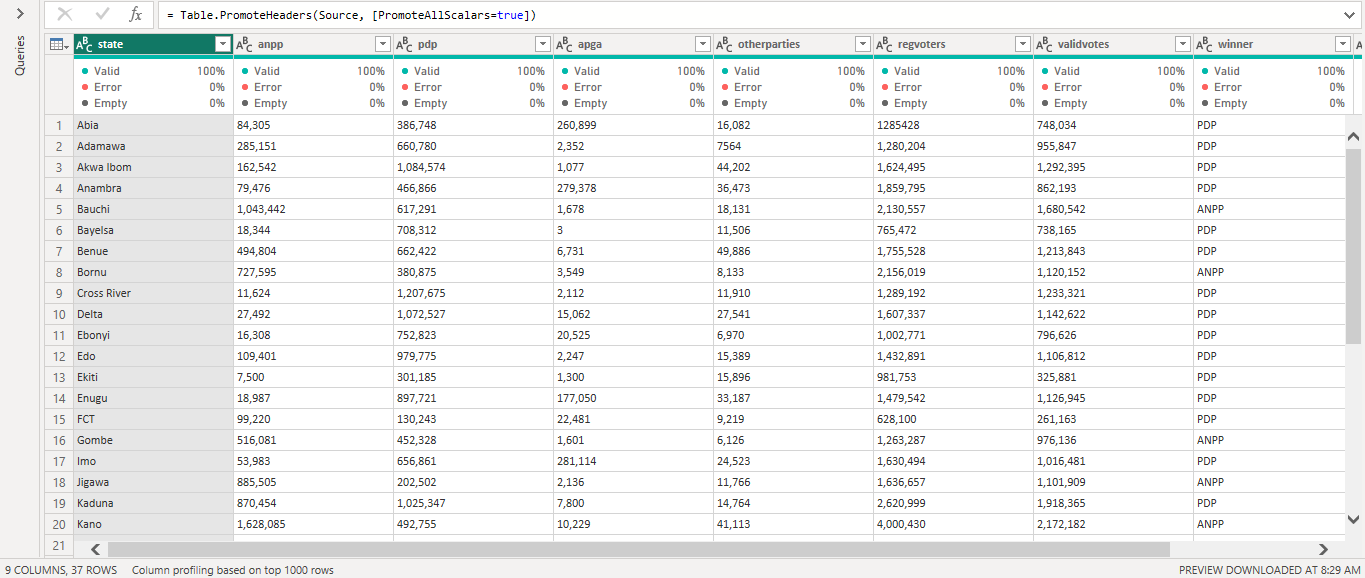 = Table.PromoteHeaders(Source, [PromoteAllScalars=true])
Queries
state anpp pdp apga otherparties regvoters validvotes winner
Valid 100% Valid 100% Valid 100% Valid 100% Valid 100% Valid 100% Valid 100% Valid 100%
Error 0% Error 0% Error 0% Error 0% Error 0% Error 0% Error 0% Error 0%
Empty 0% Empty 0% Empty 0% Empty 0% Empty 0% Empty 0% Empty 0% Empty 0%
1 Abia 84,305 386,748 260,899 16,082 1285428 748,034 PDP
2 Adamawa 285,151 660,780 2,352 7564 1,280,204 955,847 PDP
3 Akwa Ibom 162,542 1,084,574 1,077 44,202 1,624,495 1,292,395 PDP
4 Anambra 79,476 466,866 279,378 36,473 1,859,795 862,193 PDP
5 Bauchi 1,043,442 617,291 1,678 18,131 2,130,557 1,680,542 ANPP
6 Bayelsa 18,344 708,312 3 11,506 765,472 738,165 PDP
7 Benue 494,804 662,422 6,731 49,886 1,755,528 1,213,843 PDP
8 Bornu 727,595 380,875 3,549 8,133 2,156,019 1,120,152 ANPP
9 Cross River 11,624 1,207,675 2,112 11,910 1,289,192 1,233,321 PDP
10 Delta 27,492 1,072,527 15,062 27,541 1,607,337 1,142,622 PDP
11 Ebonyi 16,308 752,823 20,525 6,970 1,002,771 796,626 PDP
12 Edo 109,401 979,775 2,247 15,389 1,432,891 1,106,812 PDP
13 Ekiti 7,500 301,185 1,300 15,896 981,753 325,881 PDP
14 Enugu 18,987 897,721 177,050 33,187 1,479,542 1,126,945 PDP
15 FCT 99,220 130,243 22,481 9,219 628,100 261,163 PDP
16 Gombe 516,081 452,328 1,601 6,126 1,263,287 976,136 ANPP
17 Imo 53,983 656,861 281,114 24,523 1,630,494 1,016,481 PDP
18 Jigawa 885,505 202,502 2,136 11,766 1,636,657 1,101,909 ANPP
19 Kaduna 870,454 1,025,347 7,800 14,764 2,620,999 1,918,365 PDP
20 Kano 1,628,085 492,755 10,229 41,113 4,000,430 2,172,182 ANPP
21
9 COLUMNS, 37 ROWS Column profiling based on top 1000 rows PREVIEW DOWNLOADED AT 8:29 AM